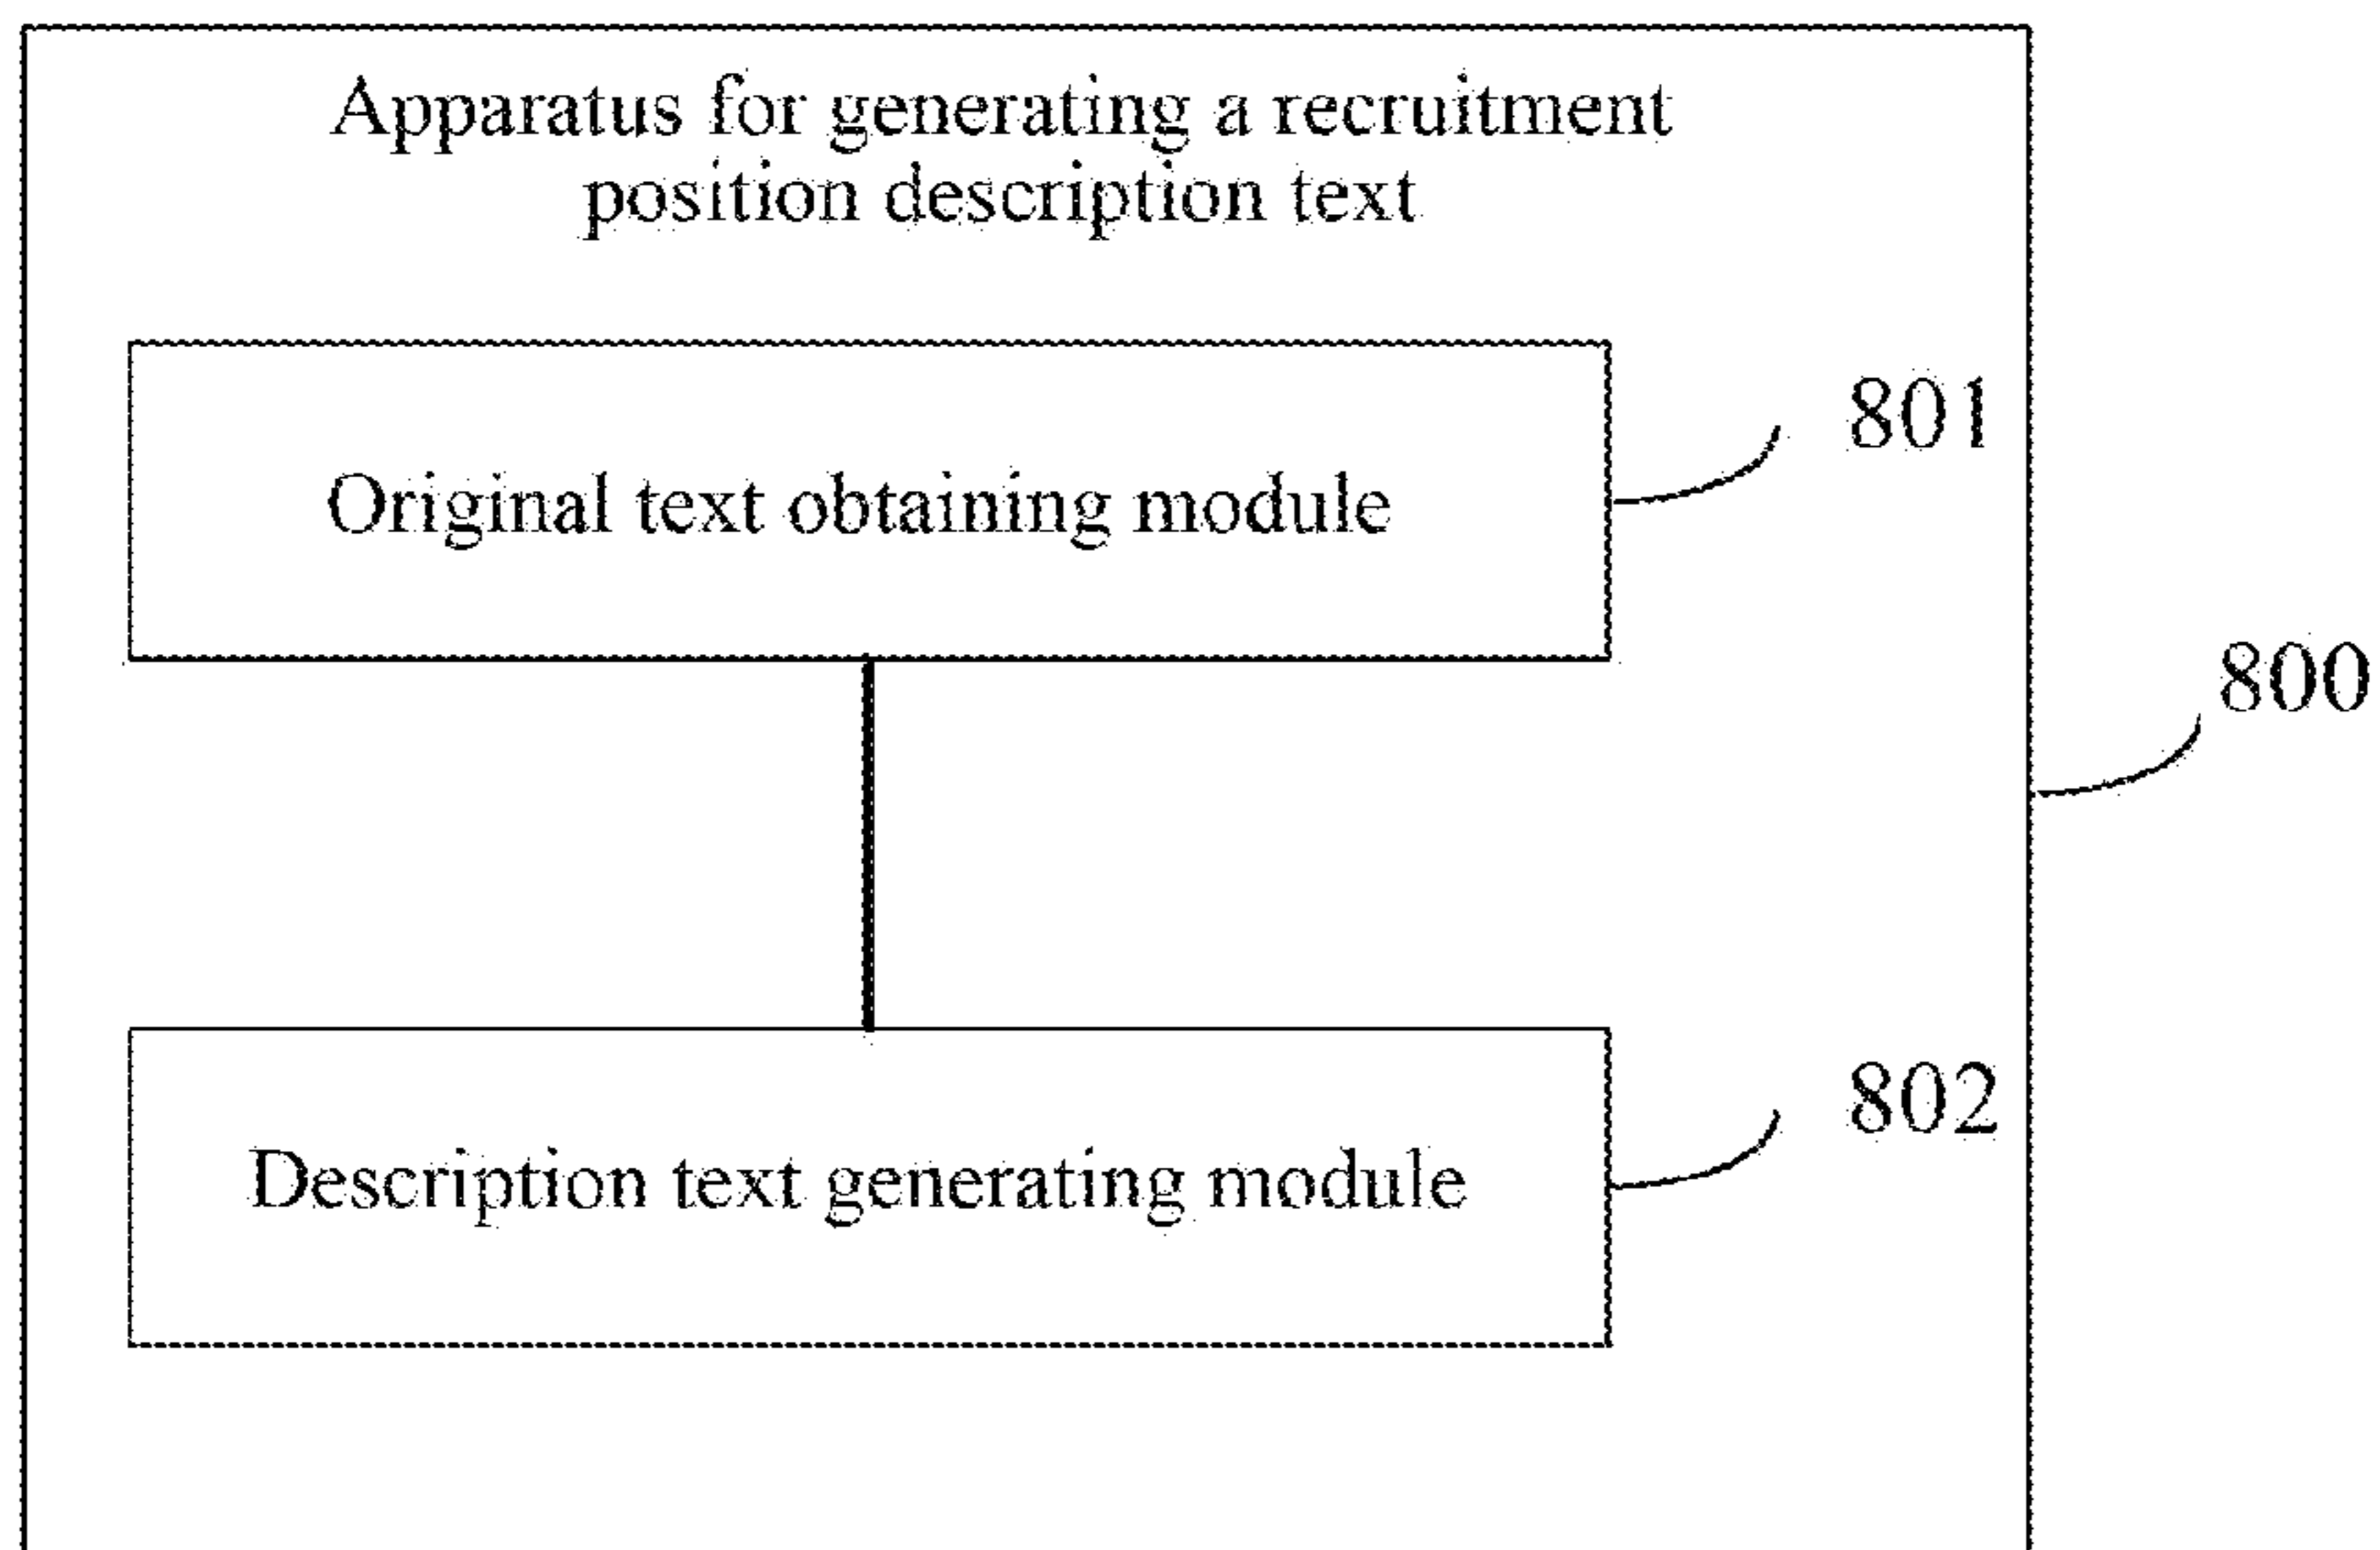 Apparatus for generating a recruitment
position description text
801
Original text obtaining module
800
802
Description text generating module